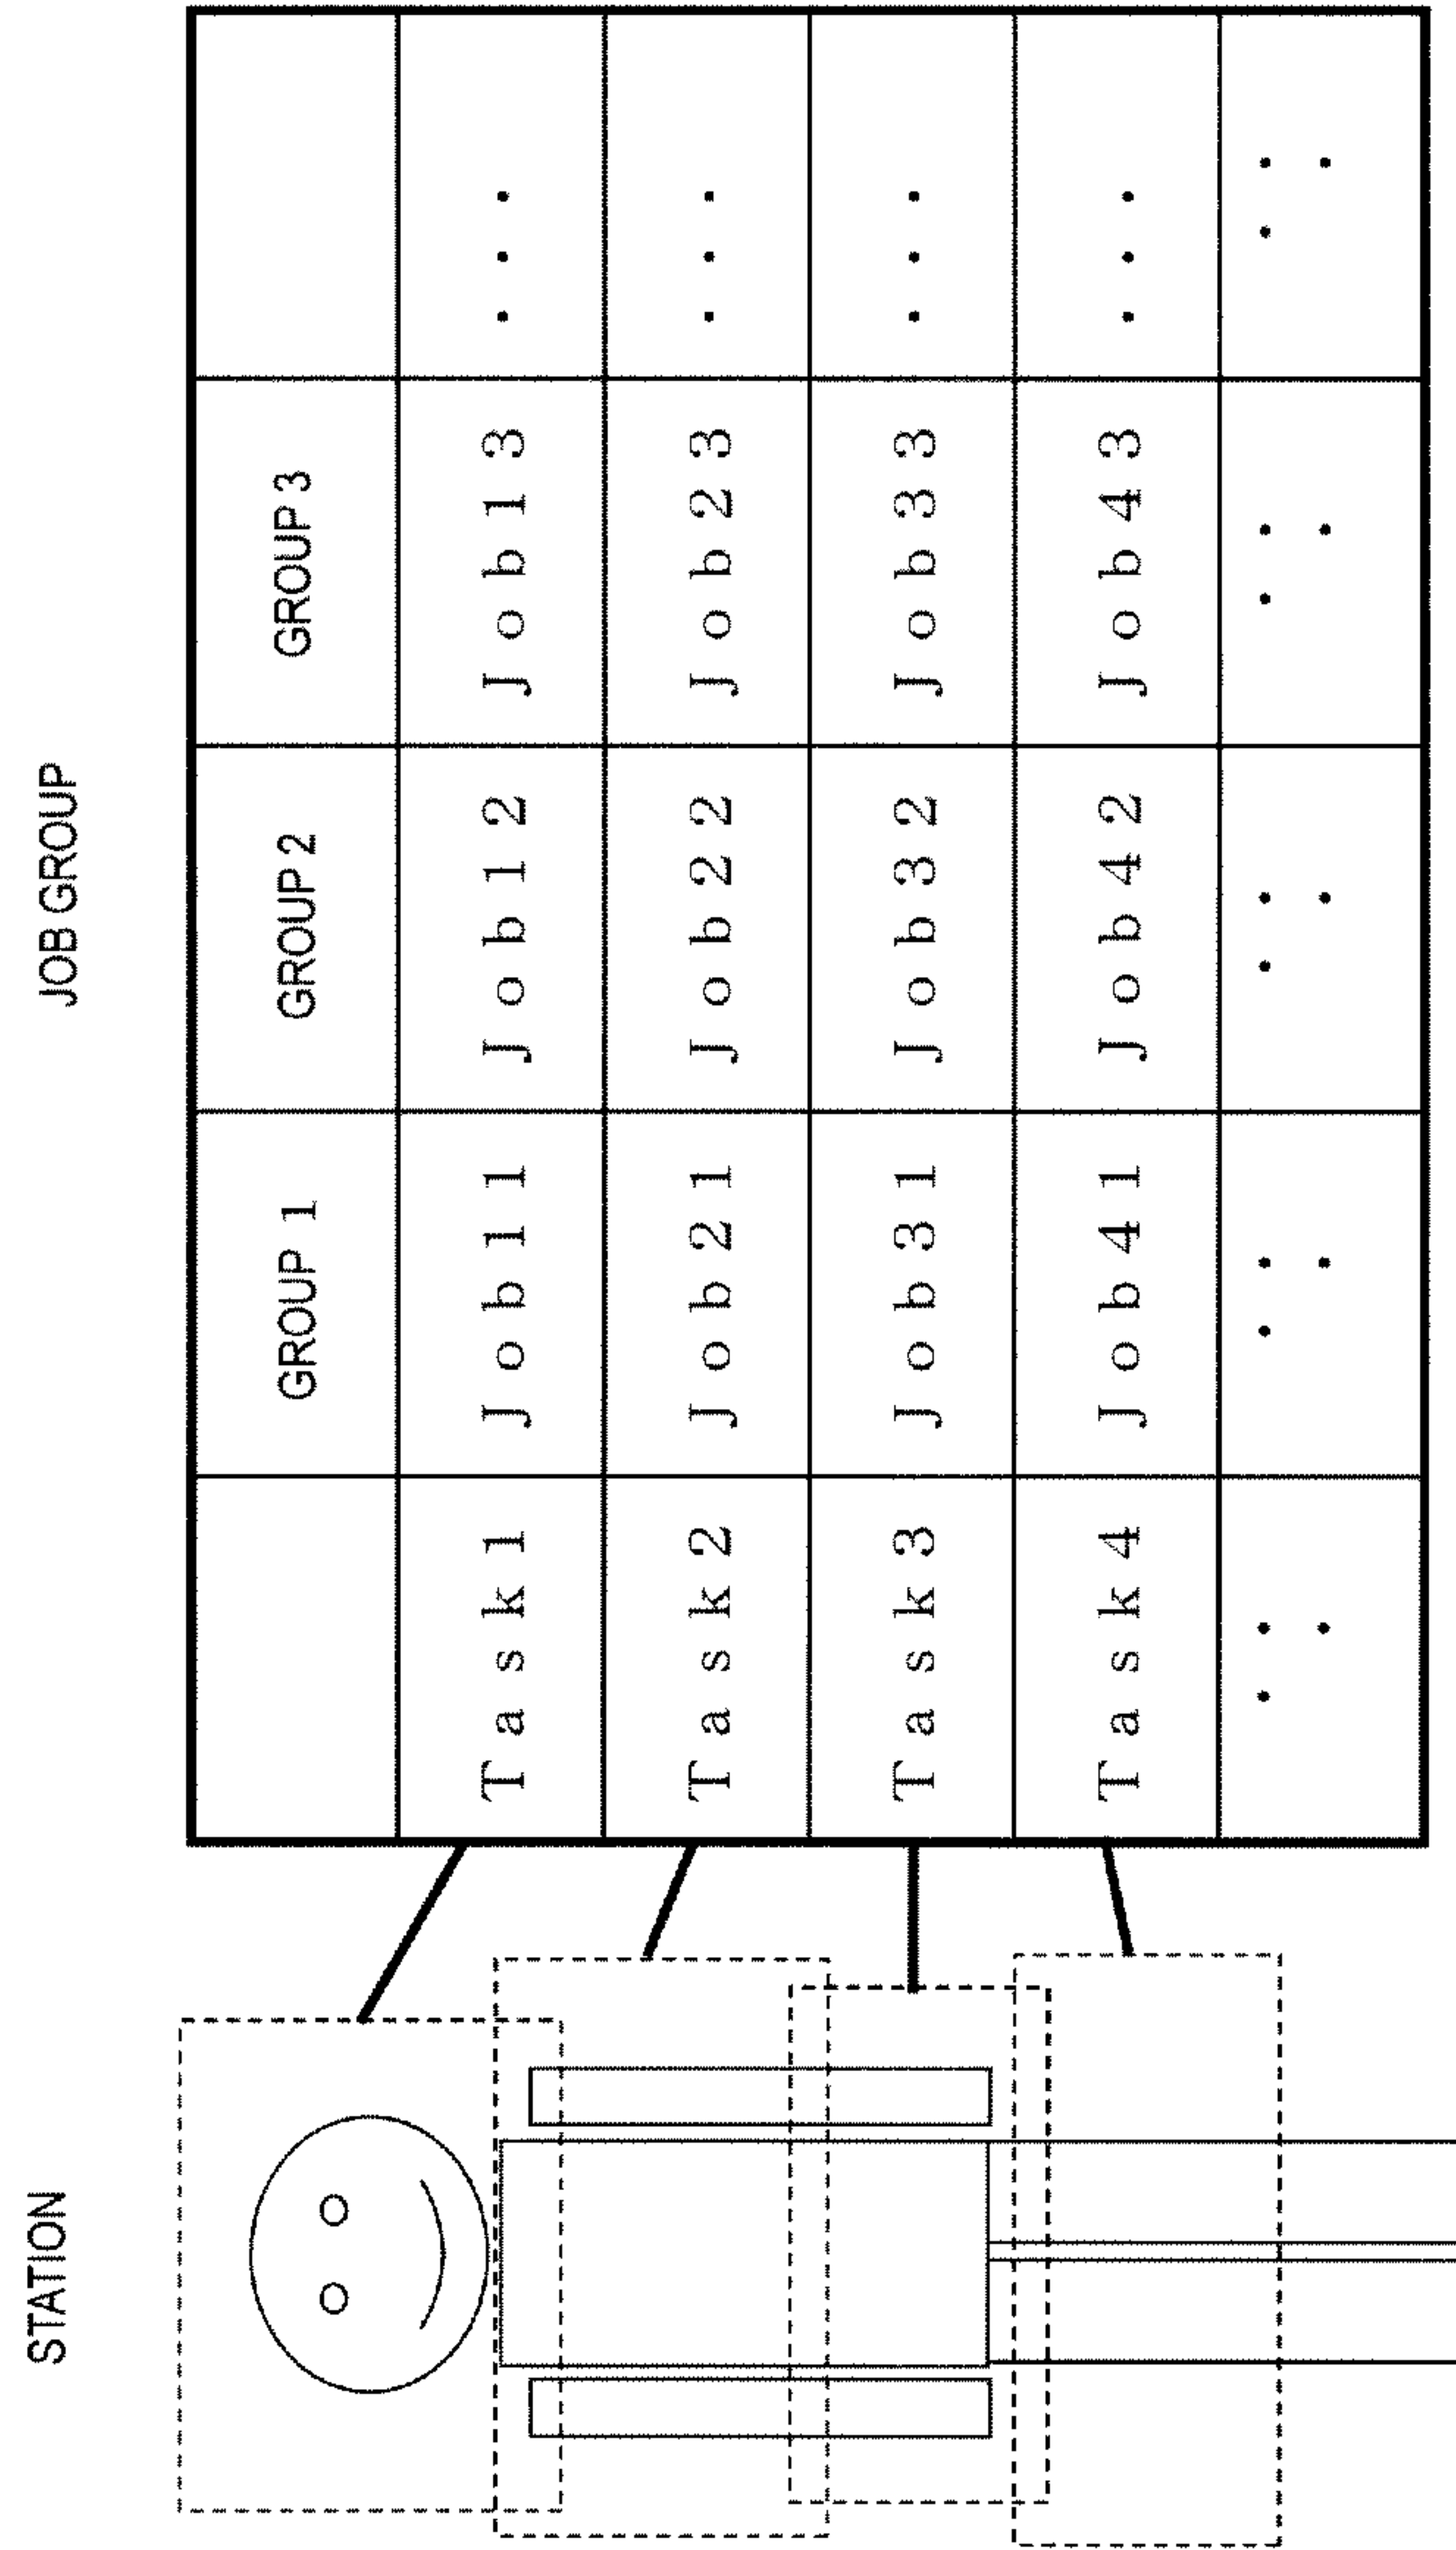 STATION
JOB GROUP
GROUP 1 GROUP 2 GROUP 3
Task1 Job11 Job12 Job13 ...
Task2 Job21 Job22 Job23 ...
Task3 Job31 Job32 Job33 ...
Task4 Job41 Job42 Job43 ...